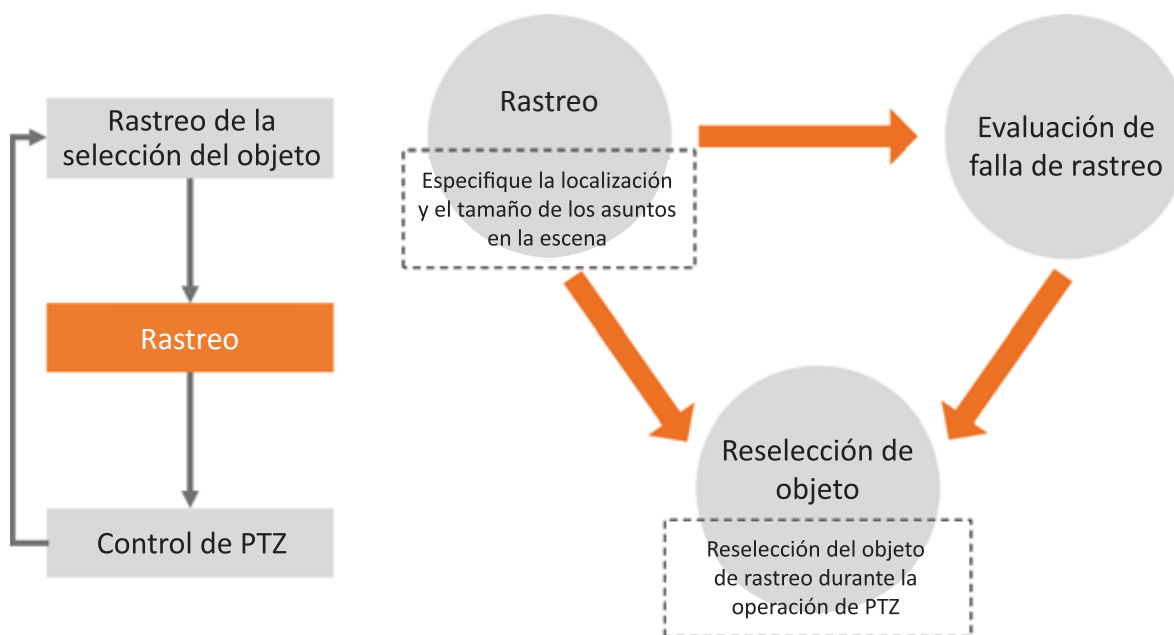 Rastreo de la
selección del objeto
Rastreo
Control de PTZ
Rastreo
Especifique la localización
y el tamaño de los asuntos
en la escena
Evaluación de
falla de rastreo
Reselección de
objeto
Reselección del objeto
de rastreo durante la
operación de PTZ